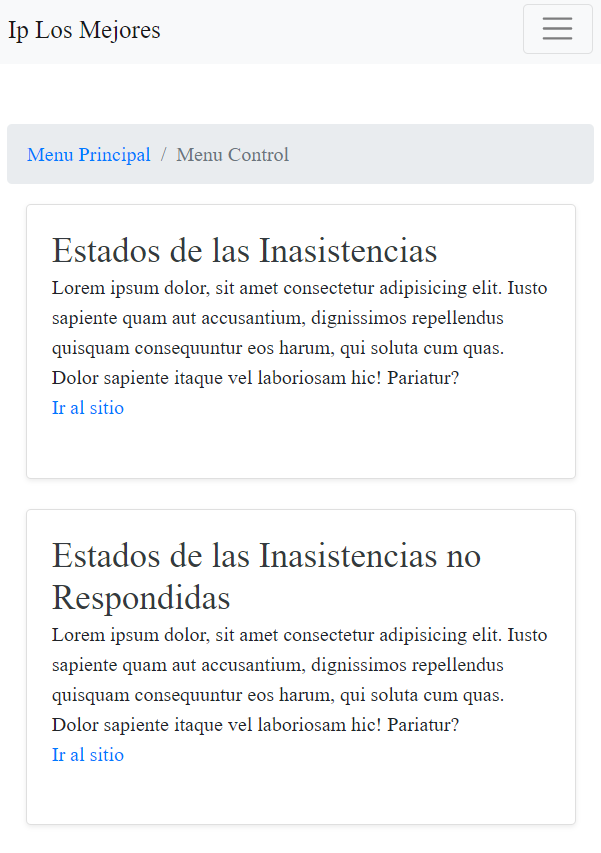 Ip Los Mejores
Menu Principal / Menu Control
Estados de las Inasistencias
Lorem ipsum dolor, sit amet consectetur adipisicing elit. Iusto
sapiente quam aut accusantium, dignissimos repellendus
quisquam consequuntur eos harum, qui soluta cum quas.
Dolor sapiente itaque vel laboriosam hic! Pariatur?
Ir al sitio
Estados de las Inasistencias no
Respondidas
Lorem ipsum dolor, sit amet consectetur adipisicing elit. Iusto
sapiente quam aut accusantium, dignissimos repellendus
quisquam consequuntur eos harum, qui soluta cum quas.
Dolor sapiente itaque vel laboriosam hic! Pariatur?
Ir al sitio